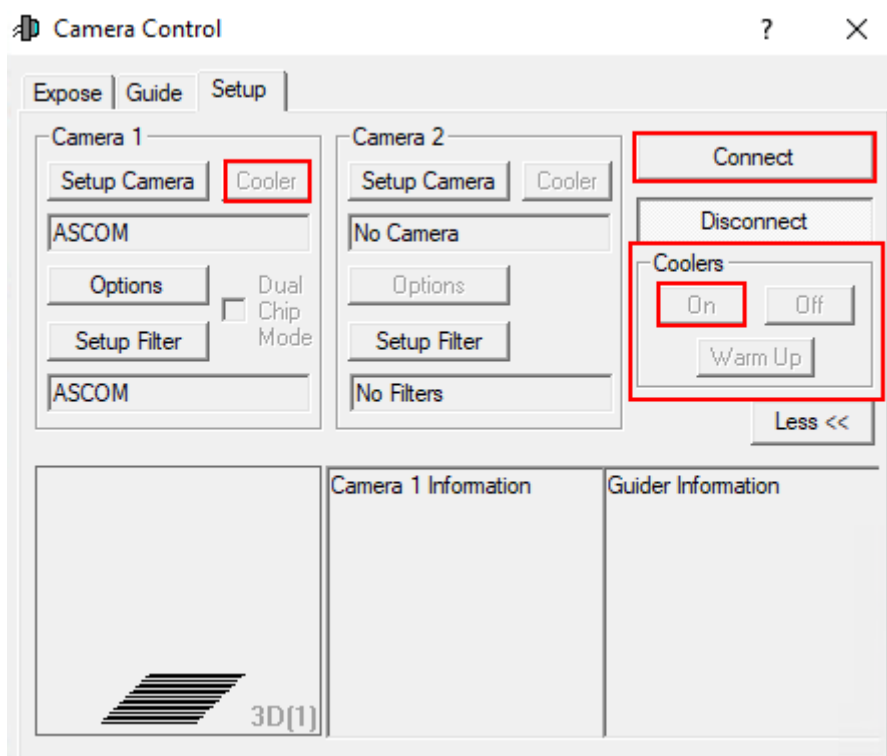 Camera Control
?
Expose
Guide
Setup
Camera 1
Setup Camera
Cooler
ASCOM
Options
Dual
Chip
Mode
Setup Filter
ASCOM
Camera 2
Setup Camera
Cooler
No Camera
Options
Setup Filter
No Filters
Connect
Disconnect
Coolers
On
Off
Warm Up
Less <<
3D(1)
Camera 1 Information
Guider Information